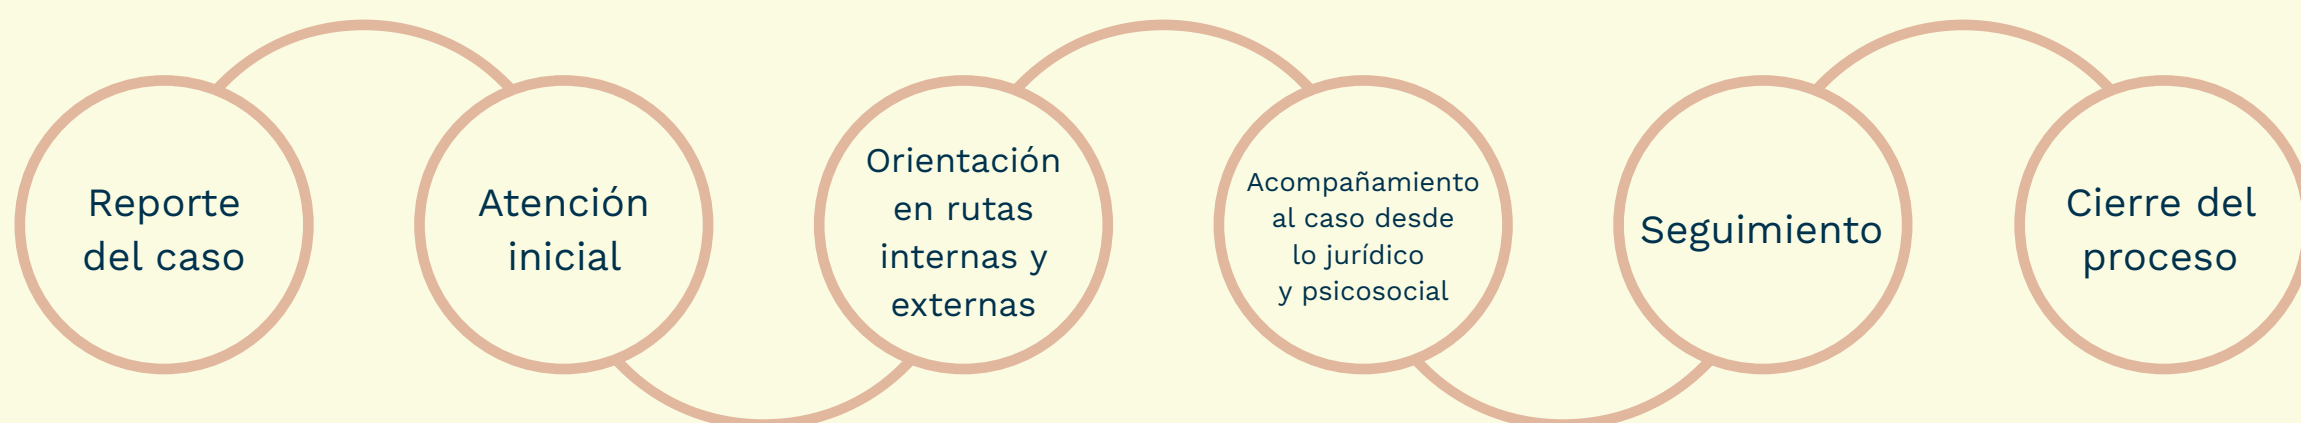 Reporte
del caso
Atención
inicial
Orientación
en rutas
internas y
externas
Acompañamiento
al caso desde
lo jurídico
y psicosocial
Seguimiento
Cierre del
proceso